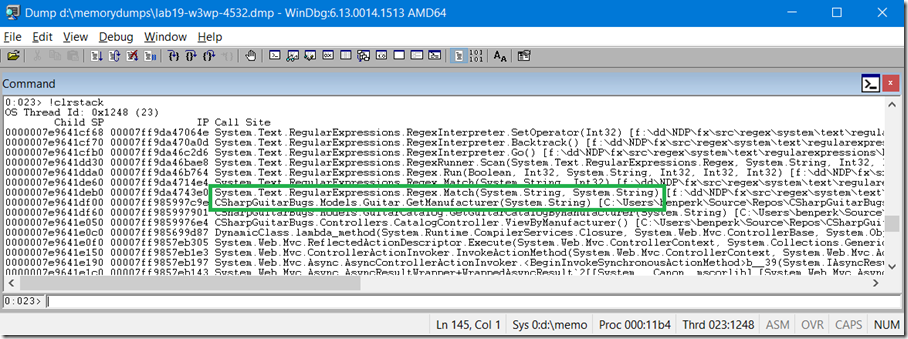 Dump d:\memorydumps\lab19-w3wp-4532.dmp - WinDbg:6.13.0014.1513 AMD64
File Edit View Debug Window Help
Command
0:023> !clrstack
OS Thread Id: 0x1248 (23)
Child SP IP Call Site
0000007e9641cf68 00007ff9da47064e System.Text.RegularExpressions.RegexInterpreter.SetOperator(Int32) [f:\dd\NDP\fx\src\regex\system\text\regula
0000007e9641cf70 00007ff9da470a0d System.Text.RegularExpressions.RegexInterpreter.Backtrack() [f:\dd\NDP\fx\src\regex\system\text\regularexpres
0000007e9641cfb0 00007ff9da46c2d6 System.Text.RegularExpressions.RegexInterpreter.Go() [f:\dd\NDP\fx\src\regex\system\text\regularexpressions\
0000007e9641dd30 00007ff9da46bae8 System.Text.RegularExpressions.RegexRunner.Scan(System.Text.RegularExpressions.Regex, System.String, Int32, I
0000007e9641dda0 00007ff9da46b764 System.Text.RegularExpressions.Regex.Run(Boolean, Int32, System.String, Int32, Int32, Int32) [f:\dd\NDP\fx\s
0000007e9641de60 00007ff9da4714e4 System.Text.RegularExpressions.Regex.Match(System.String, Int32) [f:\dd\NDP\fx\src\regex\system\text\regular
0000007e9641deb0 00007ff9da4743e0 System.Text.RegularExpressions.Regex.Match(System.String, System.String) [f:\dd\NDP\fx\src\regex\system\text\
0000007e9641df00 00007ff985997c9e CSharpGuitarBugs.Models.Guitar.GetManufacturer(System.String) [C:\Users\benperk\Source\Repos\CSharpGuitarBugs
0000007e9641df60 00007ff985997901 CSharpGuitarBugs.Models.GuitarCatalog.GetGuitarCatalogByManufacturer(System.String) [C:\Users\benperk\Source\
0000007e9641e050 00007ff9859976e4 CSharpGuitarBugs.Controllers.CatalogController.ViewByManufacturer() [C:\Users\benperk\Source\Repos\CSharpGui
0000007e9641e0c0 00007ff985699d87 DynamicClass.lambda_method(System.Runtime.CompilerServices.Closure, System.Web.Mvc.ControllerBase, System.Ob
0000007e9641e0f0 00007ff9857eb305 System.Web.Mvc.ReflectedActionDescriptor.Execute(System.Web.Mvc.ControllerContext, System.Collections.Generic
0000007e9641e150 00007ff9857eb1e3 System.Web.Mvc.ControllerActionInvoker.InvokeActionMethod(System.Web.Mvc.ControllerContext, System.Web.Mvc.A
0000007e9641e190 00007ff9857eb197 System.Web.Mvc.Async.AsyncControllerActionInvoker.<BeginInvokeSynchronousActionMethod>b__39(System.IAsyncRes
0000007e9641e1c0 00007ff9857eb143 System.Web.Mvc.Async.AsyncResultWrapper+WrappedAsyncResult`2[[System.__Canon, mscorlib],[System.Web.Mvc.Asyn
0:023>
Ln 145, Col 1 Sys 0:d:\memo Proc 000:11b4 Thrd 023:1248 ASM OVR CAPS NUM